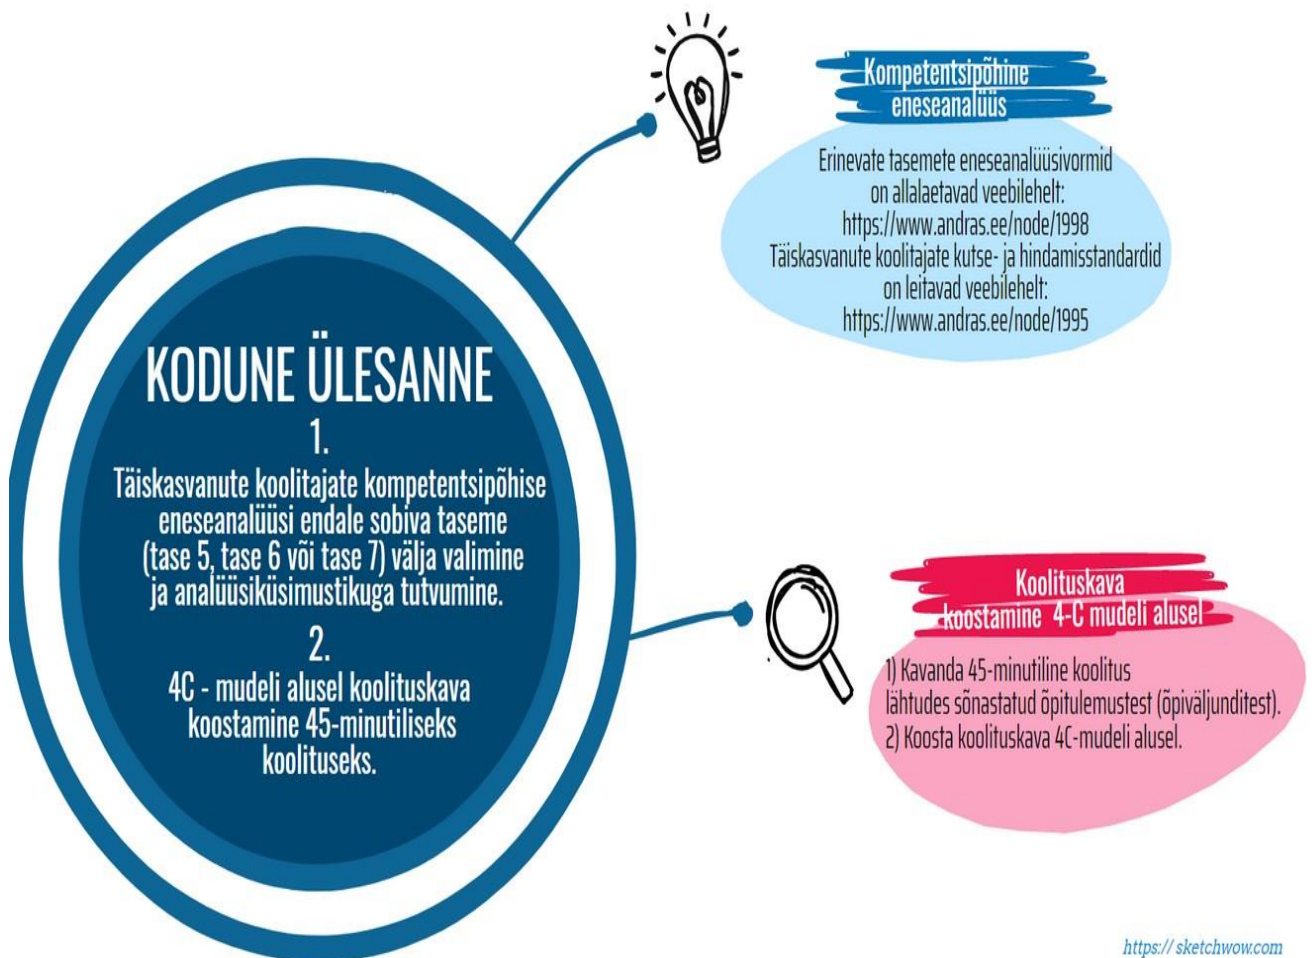 KODUNE ÜLESANNE
1.
Täiskasvanute koolitajate kompetentsipõhise
eneseanalüüsi endale sobiva taseme
(tase 5, tase 6 või tase 7) välja valimine
ja analüüsiküsimustikuga tutvumine.
2.
4C - mudeli alusel koolituskava
koostamine 45-minutiliseks
koolituseks.
Kompetentsipõhine
eneseanalüüs
Erinevate tasemete eneseanalüüsivormid
on allalaetavad veebilehelt:
https://www.andras.ee/node/1998
Täiskasvanute koolitajate kutse- ja hindamisstandardid
on leitavad veebilehelt:
https://www.andras.ee/node/1995
Koolituskava
koostamine 4-C mudeli alusel
1) Kavanda 45-minutiline koolitus
lähtudes sõnastatud õpitulemustest (õpiväljunditest).
2) Koosta koolituskava 4C-mudeli alusel.
https:// sketchwow.com